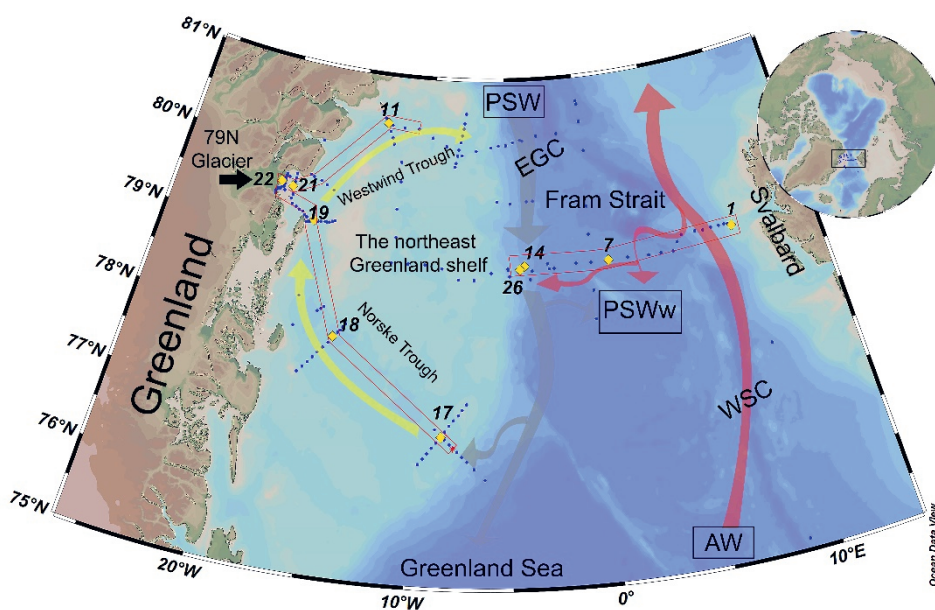 81°N
80°N
79°N
78°N
77°N
76°N
75°N
20°W
10°W
0°
10°E
PSW
EGC
11
79N
Glacier
22
21
Westwind Trough
19
Fram Strait
1
Svalbard
The northeast
Greenland shelf
14
7
26
PSWw
Greenland
18
Norske Trough
17
WSC
AW
Greenland Sea
Ocean Data View